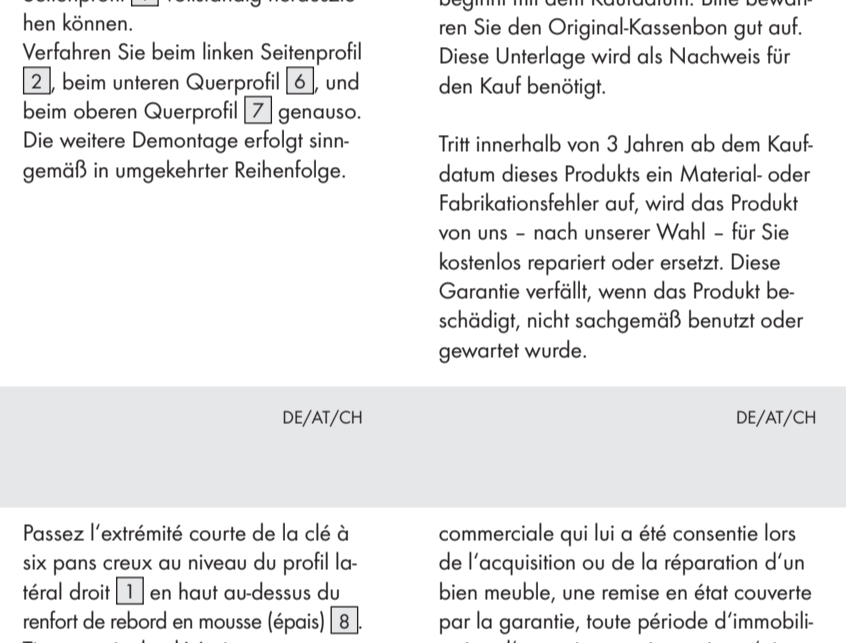 hen können.
Verfahren Sie beim linken Seitenprofil
2, beim unteren Querprofil 6, und
beim oberen Querprofil 7 genauso.
Die weitere Demontage erfolgt sinn-
gemäß in umgekehrter Reihenfolge.
ren Sie den Original-Kassenbon gut auf.
Diese Unterlage wird als Nachweis für
den Kauf benötigt.
Tritt innerhalb von 3 Jahren ab dem Kauf-
datum dieses Produkts ein Material- oder
Fabrikationsfehler auf, wird das Produkt
von uns – nach unserer Wahl – für Sie
kostenlos repariert oder ersetzt. Diese
Garantie verfällt, wenn das Produkt be-
schädigt, nicht sachgemäß benutzt oder
gewartet wurde.
DE/AT/CH
DE/AT/CH
Passez l’extrémité courte de la clé à
six pans creux au niveau du profil la-
téral droit 1 en haut au-dessus du
renfort de rebord en mousse (épais) 8.
commerciale qui lui a été consentie lors
de l’acquisition ou de la réparation d’un
bien meuble, une remise en état couverte
par la garantie, toute période d’immobili-